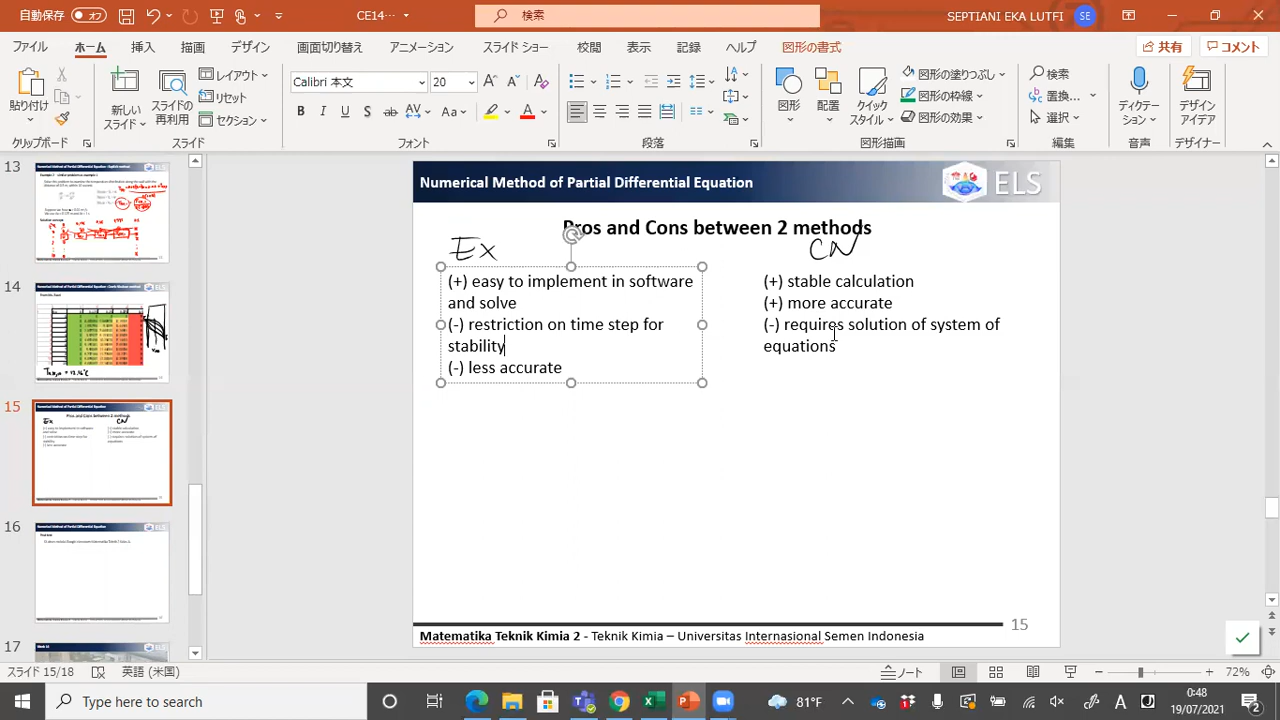 自動保存 オフ CE14-··· 検索 SEPTIANI EKA LUTFI SE
ファイル ホーム 挿入 描画 デザイン 画面切り替え アニメーション スライド ショー 校閲 表示 記録 ヘルプ 図形の書式 共有 コメント
貼り付け 新しい スライド スライドの 再利用 レイアウト リセット セクション
Calibri 本文 20
B I U S ab AV Aa A
図形 配置 クイック スタイル 図形の塗りつぶし 図形の枠線 図形の効果
検索 置換... 選択
ディクテーション デザイン アイデア
クリップボード スライド フォント 段落 図形描画 編集 音声 デザイナー
13
14
15
16
17
Numerical Method of Partial Differential Equation
Pros and Cons between 2 methods
Ex
CN
(+) easy to implement in software
and solve
(-) restriction on time step for
stability
(-) less accurate
(+) stable calculation
(+) more accurate
(-) requires solution of system of
equations
Matematika Teknik Kimia 2 - Teknik Kimia – Universitas Internasional Semen Indonesia
15
スライド 15/18 英語 (米国) ノート 72%
Type here to search
81°F
A
0:48
19/07/2021
2